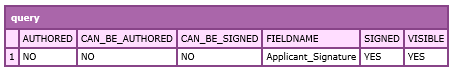 query
AUTHORED CAN_BE_AUTHORED CAN_BE_SIGNED FIELDNAME SIGNED VISIBLE
1 NO NO NO Applicant_Signature YES YES